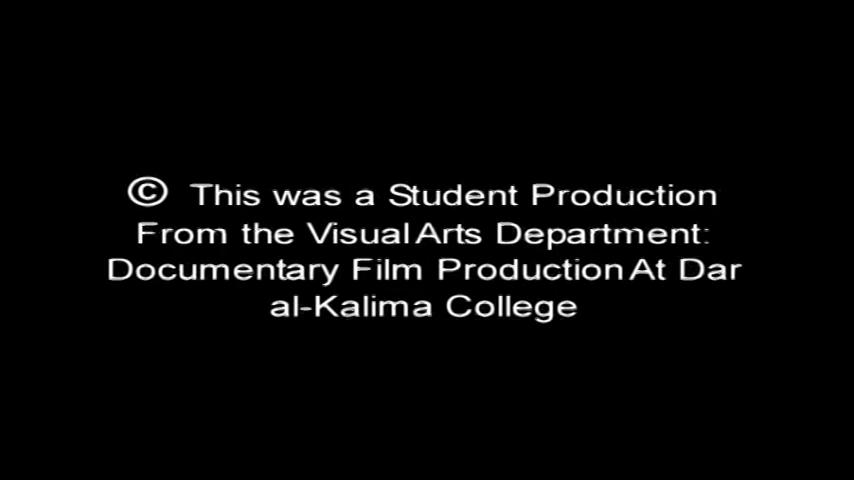 © This was a Student Production
From the Visual Arts Department:
Documentary Film Production At Dar
al-Kalima College